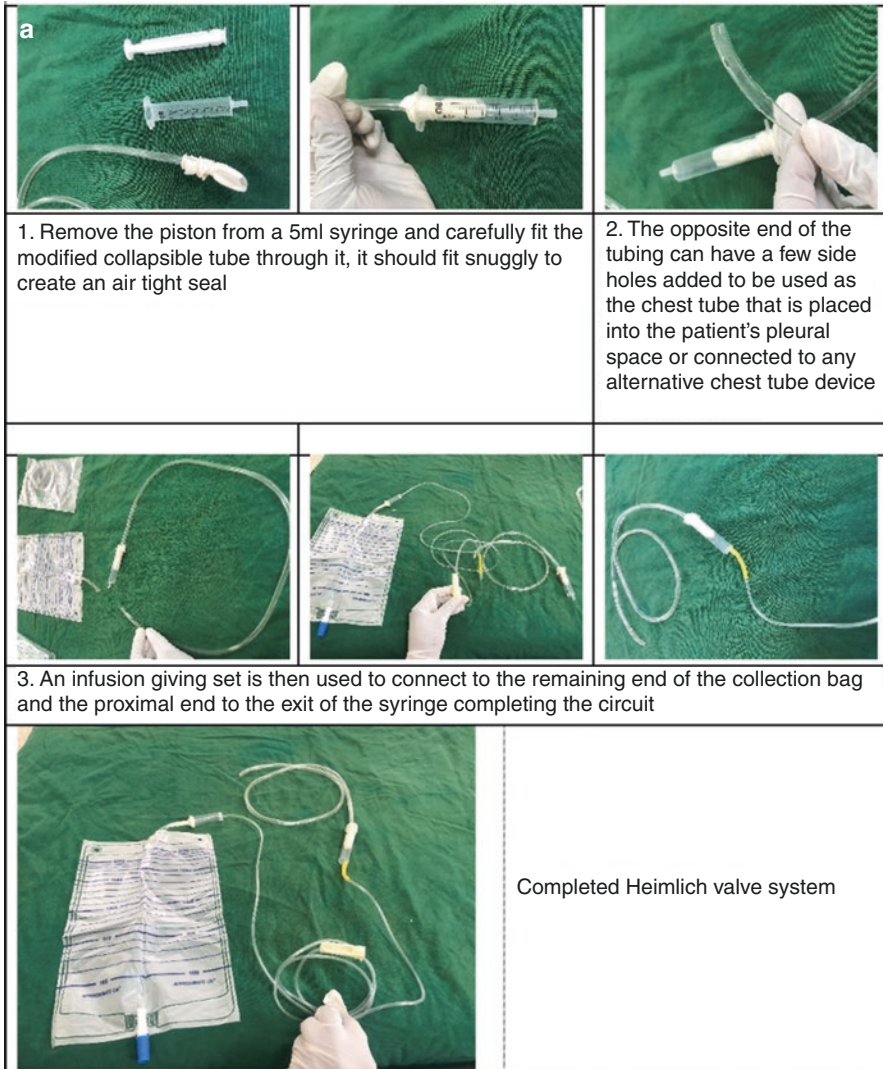 a
1. Remove the piston from a 5ml syringe and carefully fit the
modified collapsible tube through it, it should fit snuggly to
create an air tight seal
2. The opposite end of the
tubing can have a few side
holes added to be used as
the chest tube that is placed
into the patient's pleural
space or connected to any
alternative chest tube device
3. An infusion giving set is then used to connect to the remaining end of the collection bag
and the proximal end to the exit of the syringe completing the circuit
Completed Heimlich valve system